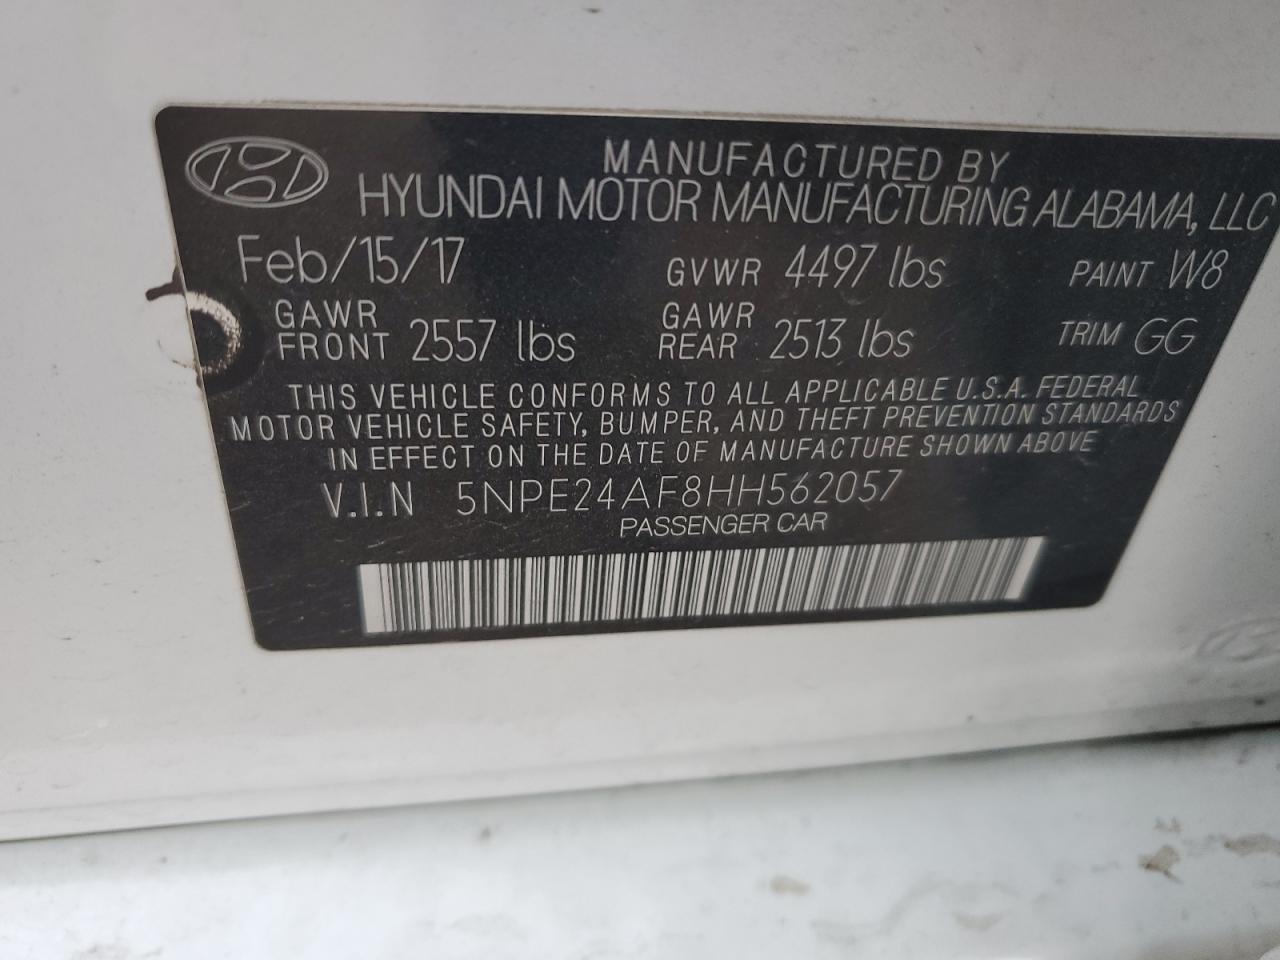 MANUFACTURED BY
HYUNDAI MOTOR MANUFACTURING ALABAMA, LLC
Feb/15/17 GVWR 4497 lbs PAINT W8
GAWR FRONT 2557 lbs GAWR REAR 2513 lbs TRIM GG
THIS VEHICLE CONFORMS TO ALL APPLICABLE U.S.A. FEDERAL
MOTOR VEHICLE SAFETY, BUMPER, AND THEFT PREVENTION STANDARDS
IN EFFECT ON THE DATE OF MANUFACTURE SHOWN ABOVE
V.I.N 5NPE24AF8HH562057
PASSENGER CAR